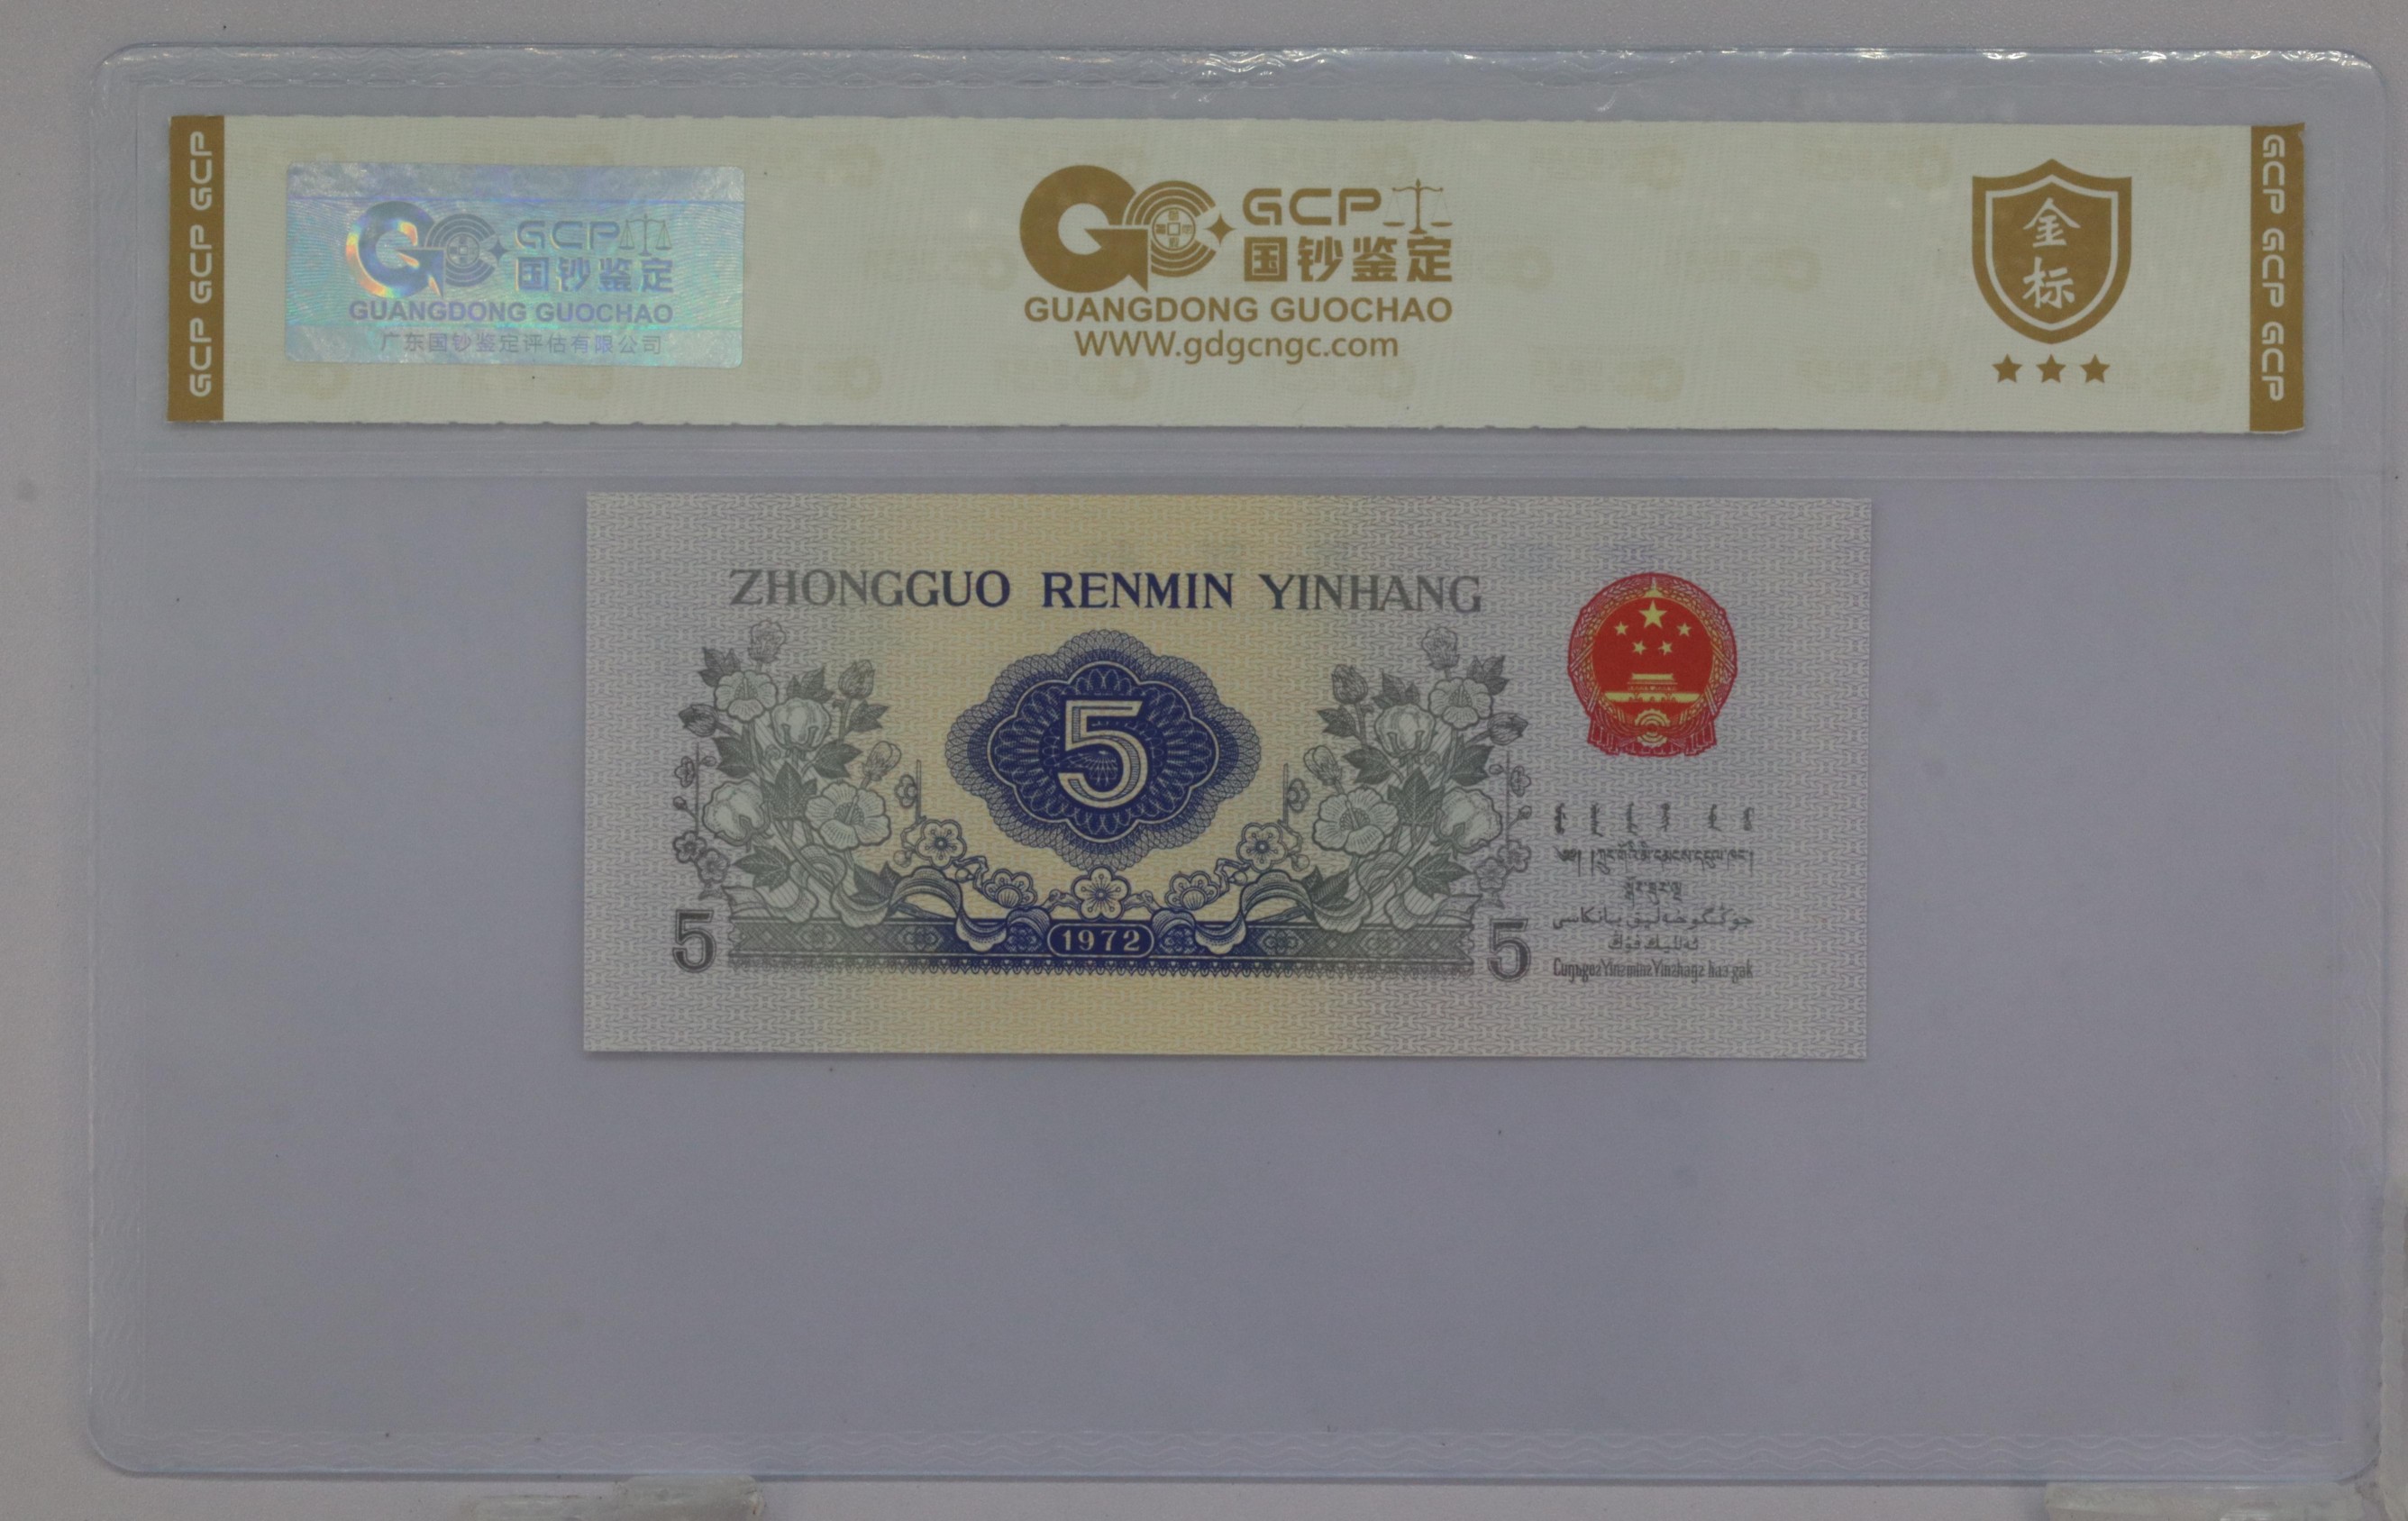 GCP GCP GCP
GCP
国钞鉴定
GUANGDONG GUOCHAO
广东国钞鉴定评估有限公司
GCP
国钞鉴定
GUANGDONG GUOCHAO
WWW.gdgcngc.com
金
标
GCP GCP GCP
ZHONGGUO RENMIN YINHANG
5
1972
5
5